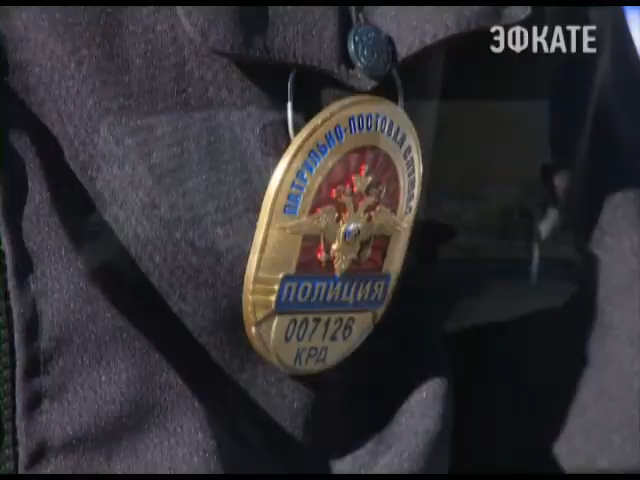 ЭФКАТЕ
ПАТРУЛЬНО-ПОСТОВАЯ СЛУЖБА
ПОЛИЦИЯ
007126
КРД